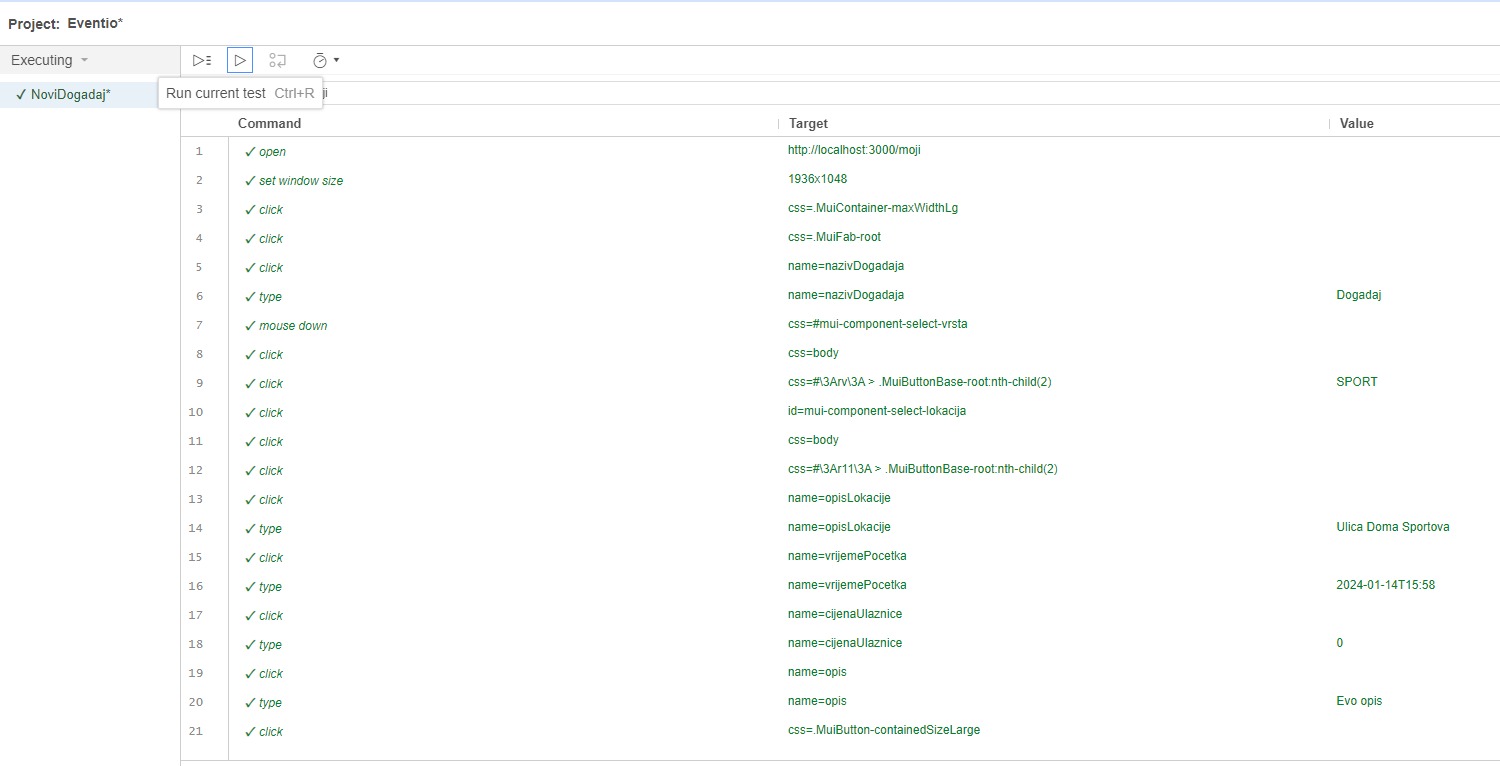 Project: Eventio*
Executing
✓ NoviDogadaj*
Run current test Ctrl+R
ji
Command Target Value
1 ✓ open http://localhost:3000/moji
2 ✓ set window size 1936x1048
3 ✓ click css=.MuiContainer-maxWidthLg
4 ✓ click css=.MuiFab-root
5 ✓ click name=nazivDogadaja
6 ✓ type name=nazivDogadaja Dogadaj
7 ✓ mouse down css=#mui-component-select-vrsta
8 ✓ click css=body
9 ✓ click css=#\3Arv\3A > .MuiButtonBase-root:nth-child(2) SPORT
10 ✓ click id=mui-component-select-lokacija
11 ✓ click css=body
12 ✓ click css=#\3Ar11\3A > .MuiButtonBase-root:nth-child(2)
13 ✓ click name=opisLokacije
14 ✓ type name=opisLokacije Ulica Doma Sportova
15 ✓ click name=vrijemePocetka
16 ✓ type name=vrijemePocetka 2024-01-14T15:58
17 ✓ click name=cijenaUlaznice
18 ✓ type name=cijenaUlaznice 0
19 ✓ click name=opis
20 ✓ type name=opis Evo opis
21 ✓ click css=.MuiButton-containedSizeLarge